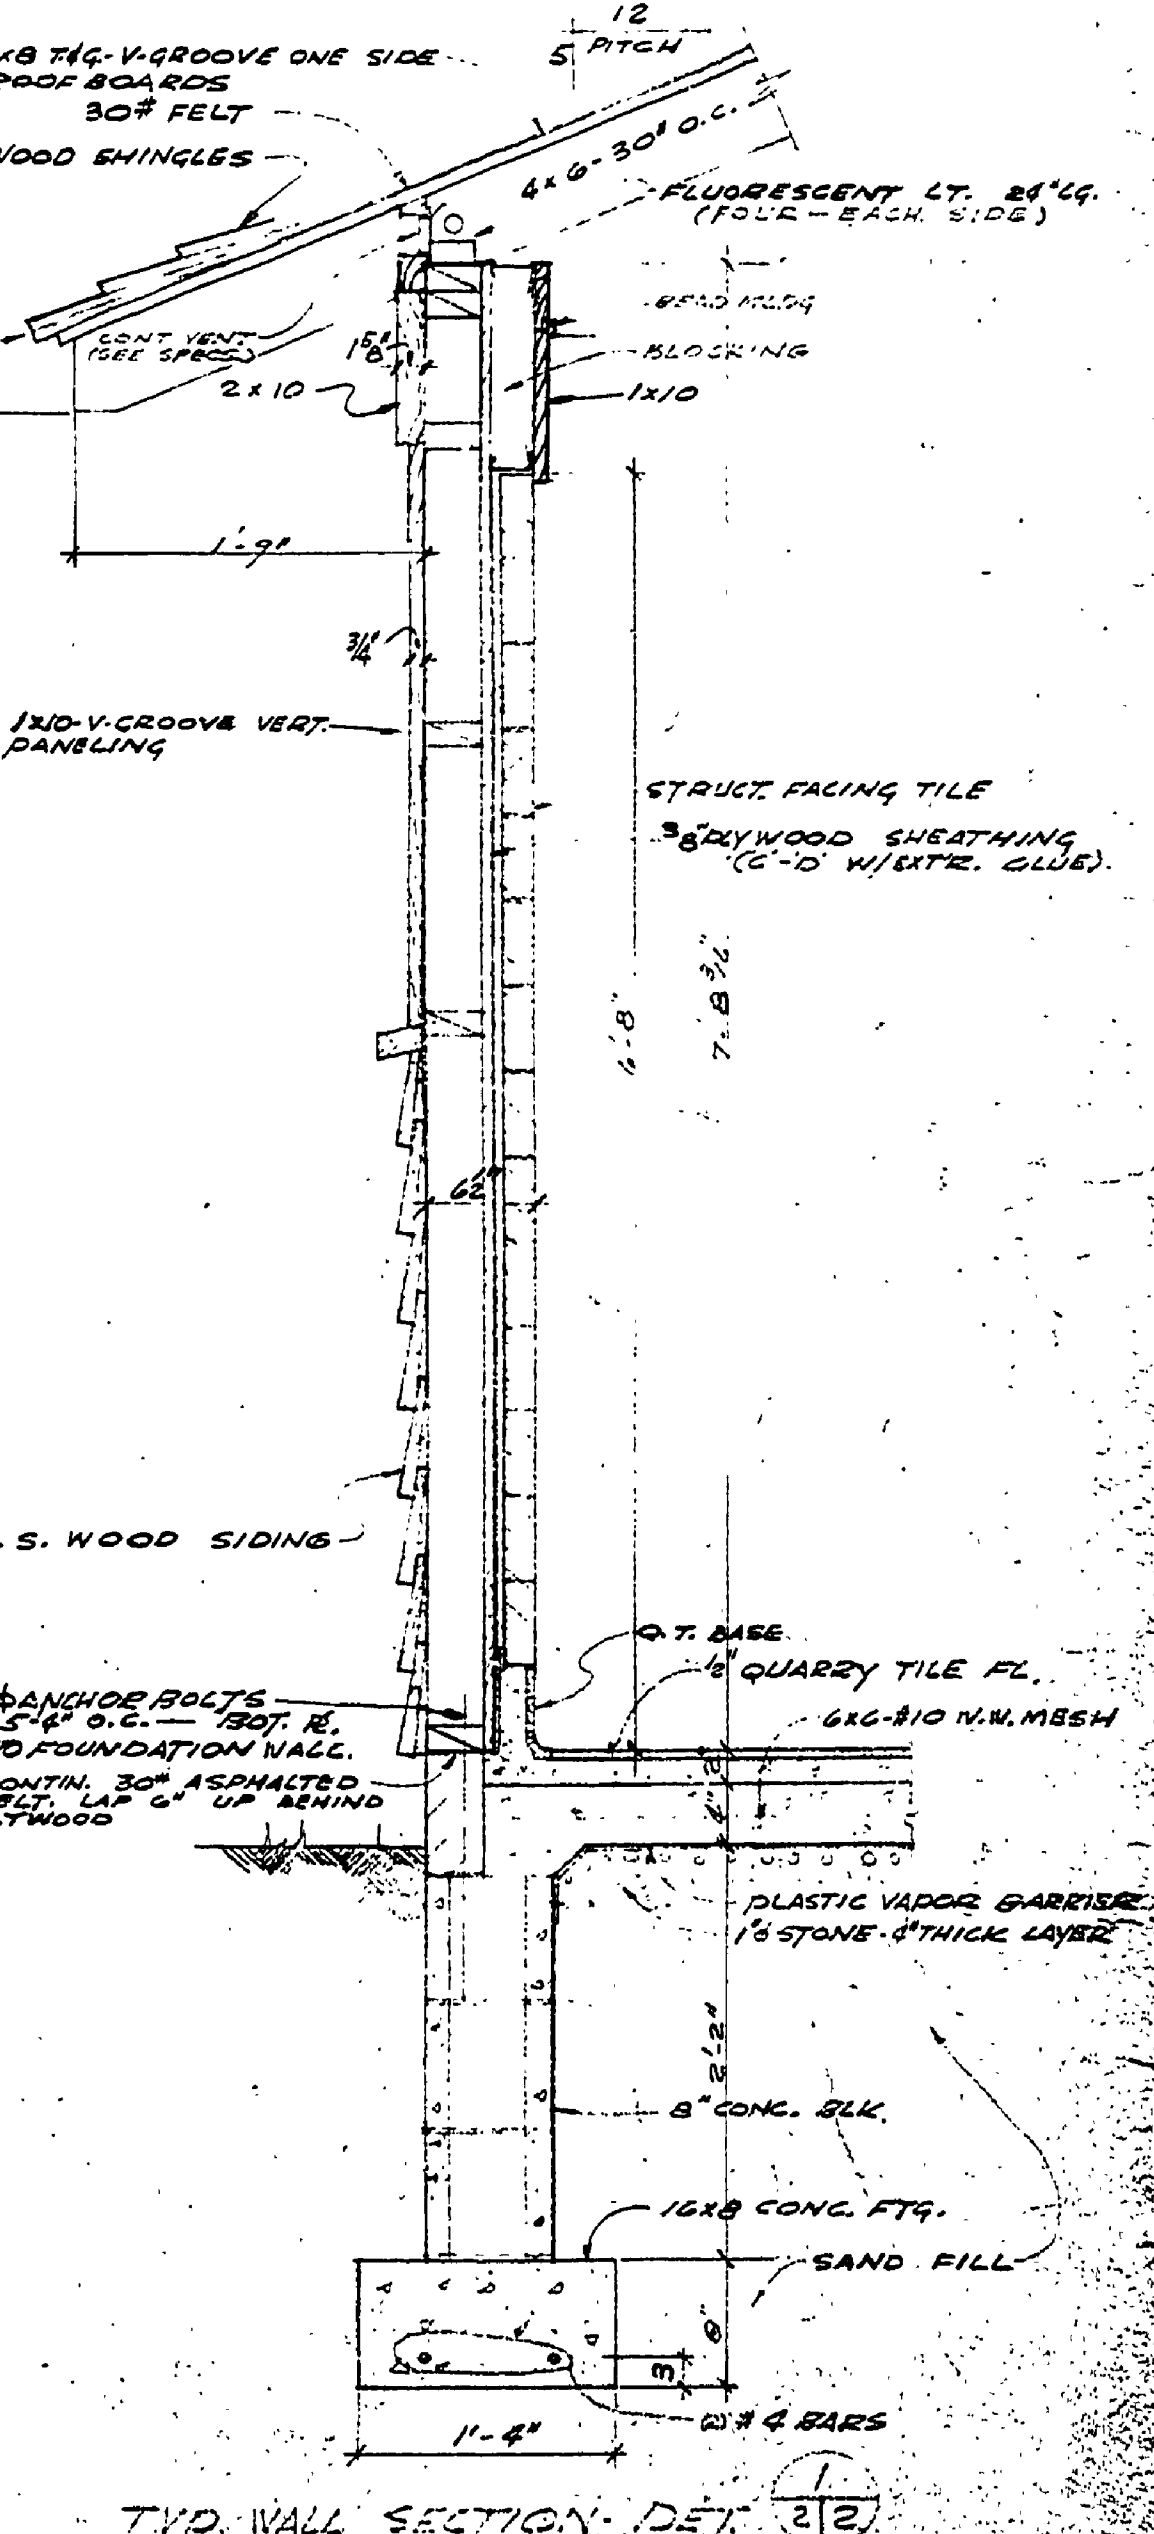 12
5 PITCH
X8 T&G-V-GROOVE ONE SIDE
ROOF BOARDS
30# FELT
WOOD SHINGLES
4x6-30" O.C.
FLUORESCENT LT. 24" LG.
(FOUR - EACH SIDE)
BEAD MLDG
CONT VENT
(SEE SPECS)
1 5/8"
BLOCKING
2x10
1x10
1'-9"
3/4"
1X10-V-GROOVE VERT.
PANELING
STRUCT. FACING TILE
3/8" PLYWOOD SHEATHING
(C-D W/EXT'R. GLUE).
6'-8"
7'-8 3/4"
6 1/2"
S. WOOD SIDING
Q.T. BASE
1/2" QUARRY TILE FL.
ANCHOR BOLTS
5'-4" O.C. — BOT. PL.
TO FOUNDATION WALL.
6X6-#10 W.W. MESH
CONTIN. 30# ASPHALTED
FELT. LAP 6" UP BEHIND
2"
4"
PLASTIC VAPOR BARRIER
1"Ø STONE-4" THICK LAYER
2'-2"
8" CONC. BLK.
16X8 CONC. FTG.
SAND FILL
8"
3
(2) #4 BARS
1'-4"
TYP. WALL SECTION - DET.
1
2|2